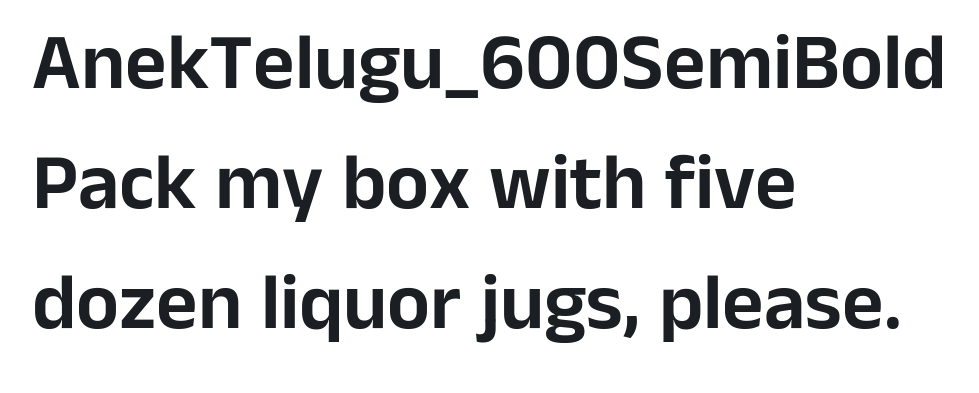 AnekTelugu_600SemiBold
Pack my box with five
dozen liquor jugs, please.